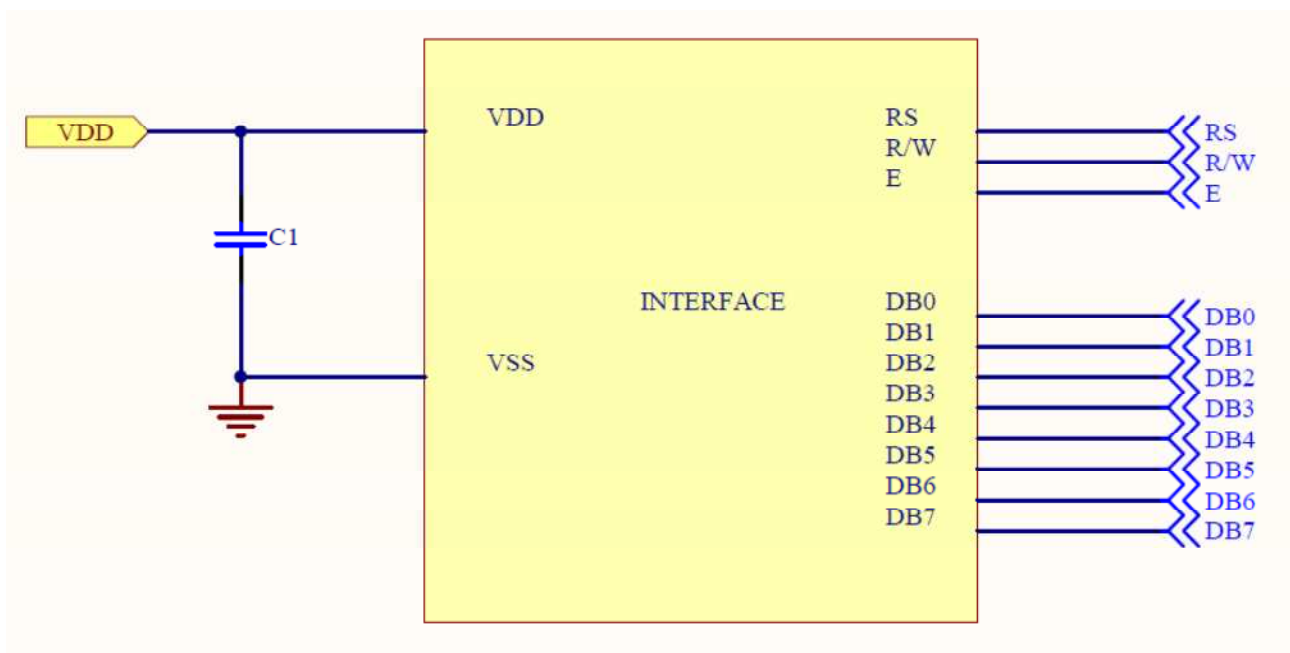 VDD
VDD
C1
VSS
INTERFACE
RS
R/W
E
DB0
DB1
DB2
DB3
DB4
DB5
DB6
DB7
RS
R/W
E
DB0
DB1
DB2
DB3
DB4
DB5
DB6
DB7